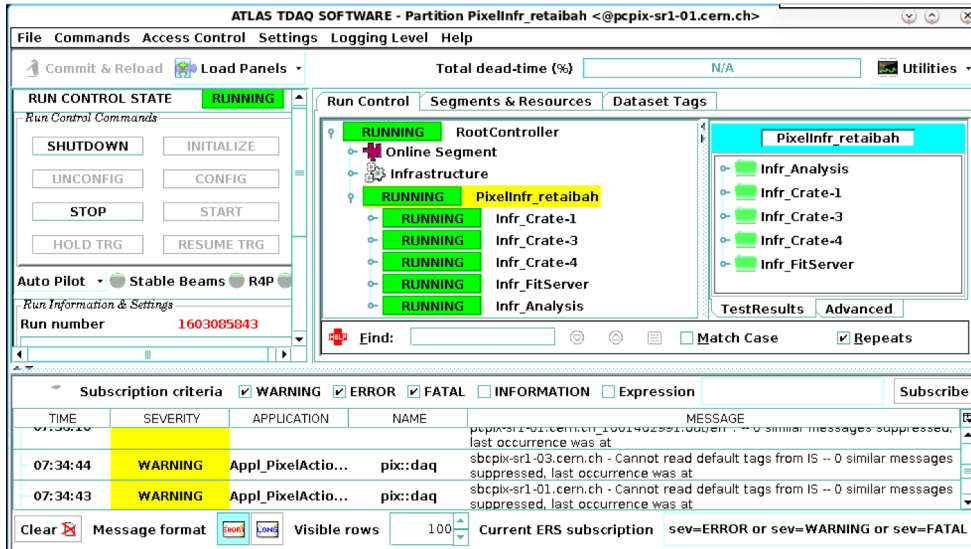 ATLAS TDAQ SOFTWARE - Partition PixelInfr_retaibah <@pcpix-sr1-01.cern.ch>
File Commands Access Control Settings Logging Level Help
Commit & Reload Load Panels Total dead-time (%) N/A Utilities
RUN CONTROL STATE RUNNING
Run Control Commands
SHUTDOWN INITIALIZE
UNCONFIG CONFIG
STOP START
HOLD TRG RESUME TRG
Auto Pilot Stable Beams R4P
Run Information & Settings
Run number 1603085843
Run Control Segments & Resources Dataset Tags
RUNNING RootController
Online Segment
Infrastructure
RUNNING PixelInfr_retaibah
RUNNING Infr_Crate-1
RUNNING Infr_Crate-3
RUNNING Infr_Crate-4
RUNNING Infr_FitServer
RUNNING Infr_Analysis
PixelInfr_retaibah
Infr_Analysis
Infr_Crate-1
Infr_Crate-3
Infr_Crate-4
Infr_FitServer
TestResults Advanced
HELP Find: Match Case Repeats
Subscription criteria WARNING ERROR FATAL INFORMATION Expression Subscribe
TIME SEVERITY APPLICATION NAME MESSAGE
last occurrence was at
07:34:44 WARNING Appl_PixelActio... pix::daq sbcpix-sr1-03.cern.ch - Cannot read default tags from IS -- 0 similar messages
suppressed, last occurrence was at
07:34:43 WARNING Appl_PixelActio... pix::daq sbcpix-sr1-01.cern.ch - Cannot read default tags from IS -- 0 similar messages
suppressed, last occurrence was at
Clear Message format SHORT LONG Visible rows 100 Current ERS subscription sev=ERROR or sev=WARNING or sev=FATAL